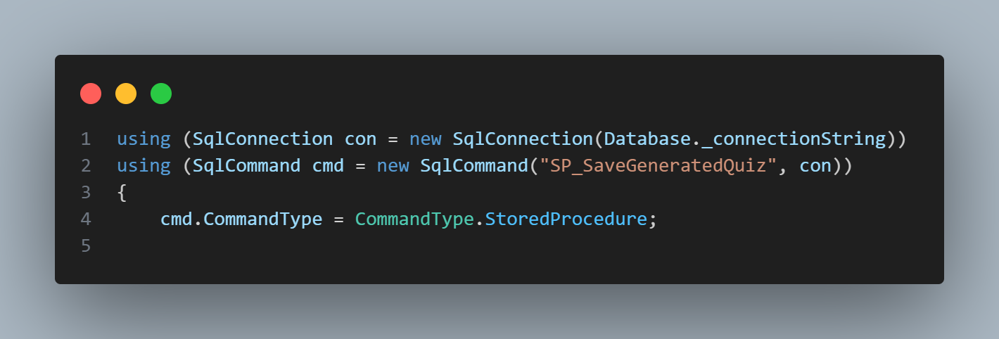 1 using (SqlConnection con = new SqlConnection(Database._connectionString))
2 using (SqlCommand cmd = new SqlCommand("SP_SaveGeneratedQuiz", con))
3 {
4     cmd.CommandType = CommandType.StoredProcedure;
5